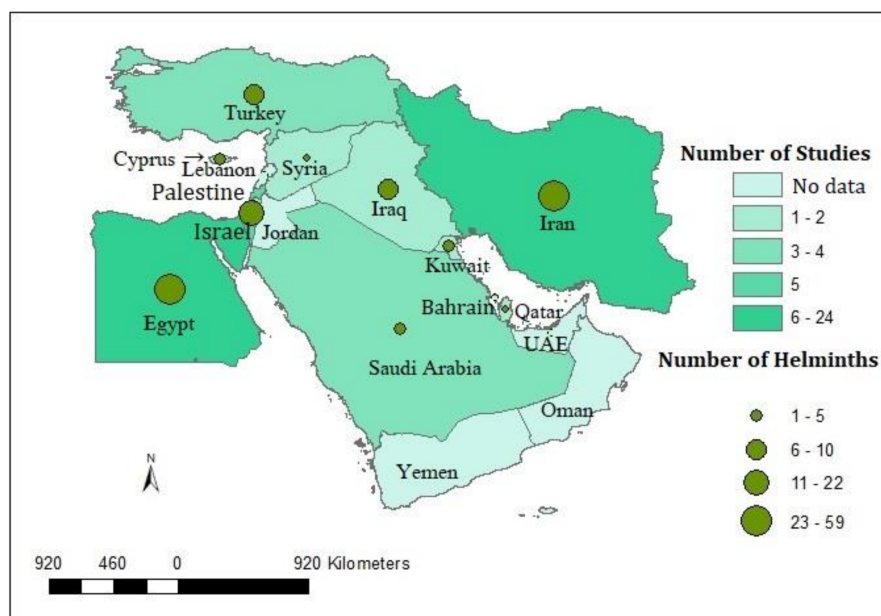 Turkey
Cyprus →
Lebanon
Syria
Palestine
Israel
Jordan
Iraq
Iran
Kuwait
Egypt
Bahrain
Qatar
UAE
Saudi Arabia
Oman
Yemen
N
920 460 0 920 Kilometers
Number of Studies
No data
1 - 2
3 - 4
5
6 - 24
Number of Helminths
1 - 5
6 - 10
11 - 22
23 - 59